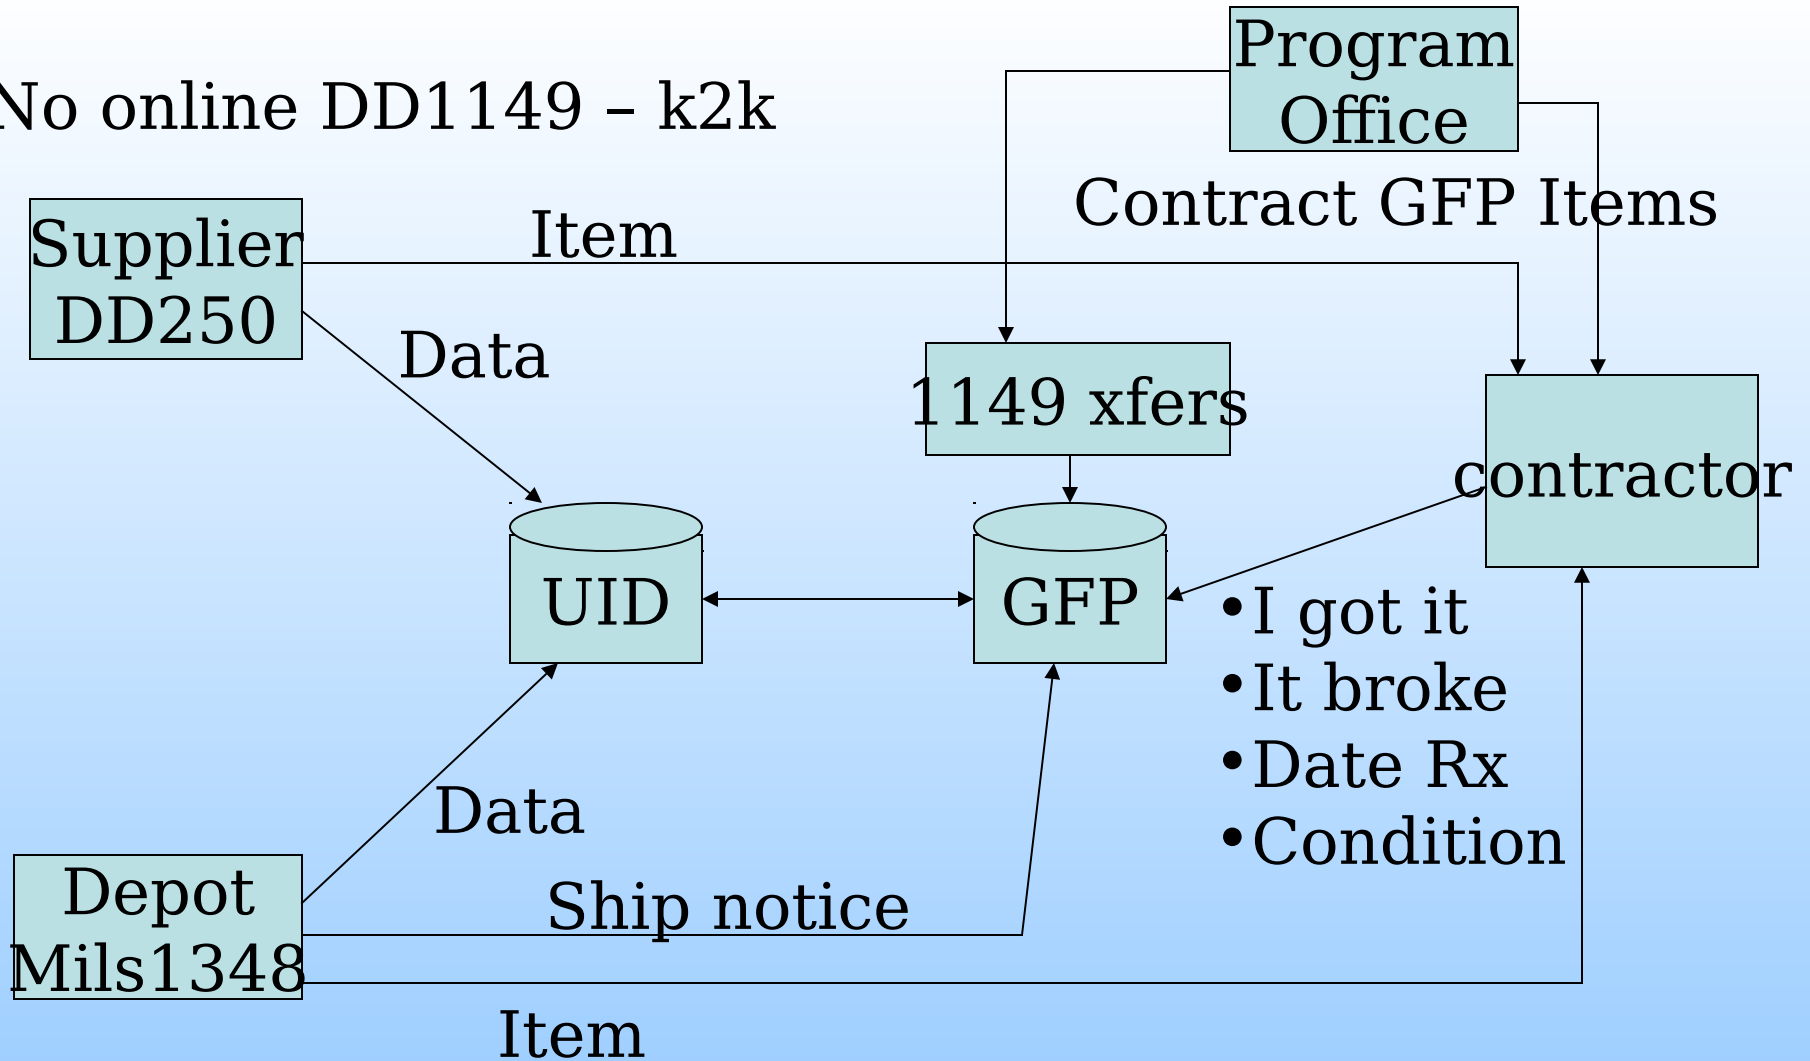 Program
Office
No online DD1149 – k2k
Contract GFP Items
Supplier
DD250
Item
Data
1149 xfers
contractor
UID
GFP
•I got it
•It broke
•Date Rx
•Condition
Data
Depot
Mils1348
Ship notice
Item